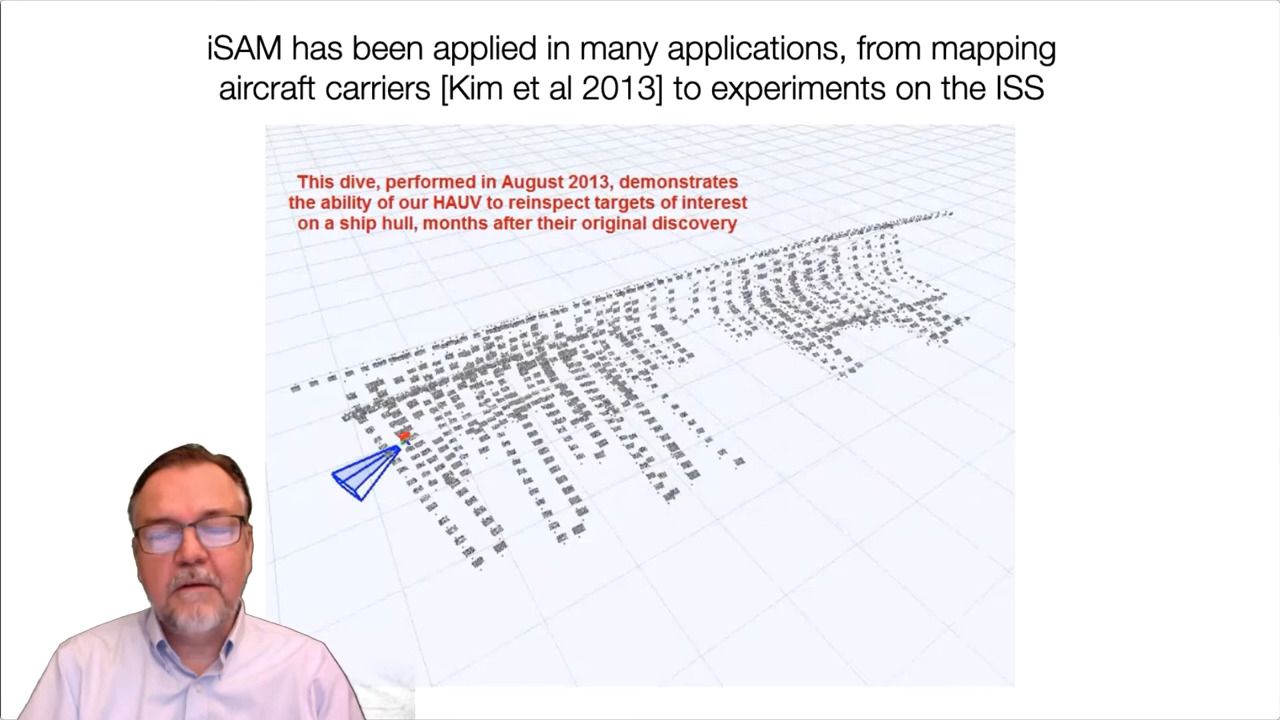 iSAM has been applied in many applications, from mapping
aircraft carriers [Kim et al 2013] to experiments on the ISS
This dive, performed in August 2013, demonstrates
the ability of our HAUV to reinspect targets of interest
on a ship hull, months after their original discovery